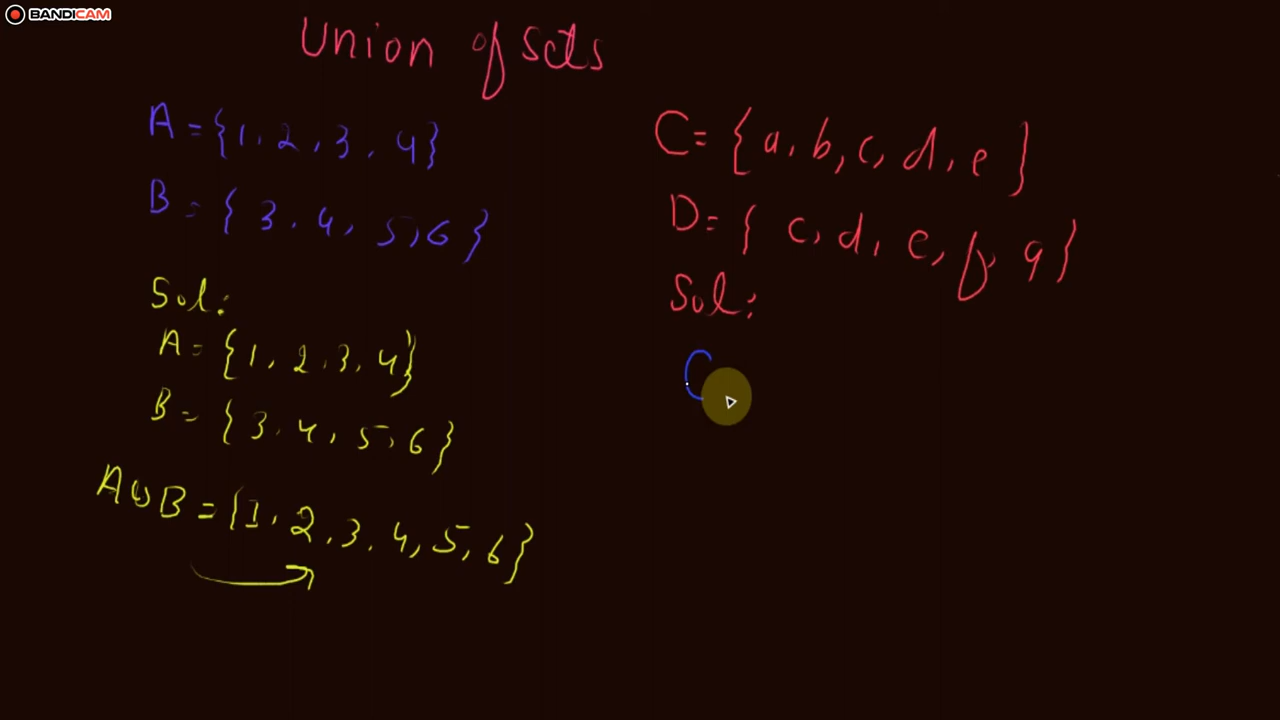 BANDICAM
Union of Sets
A = {1, 2, 3, 4}
B = {3, 4, 5, 6}
Sol:
A = {1, 2, 3, 4}
B = {3, 4, 5, 6}
A∪B = {1, 2, 3, 4, 5, 6}
C = {a, b, c, d, e}
D = {c, d, e, f, g}
Sol:
C